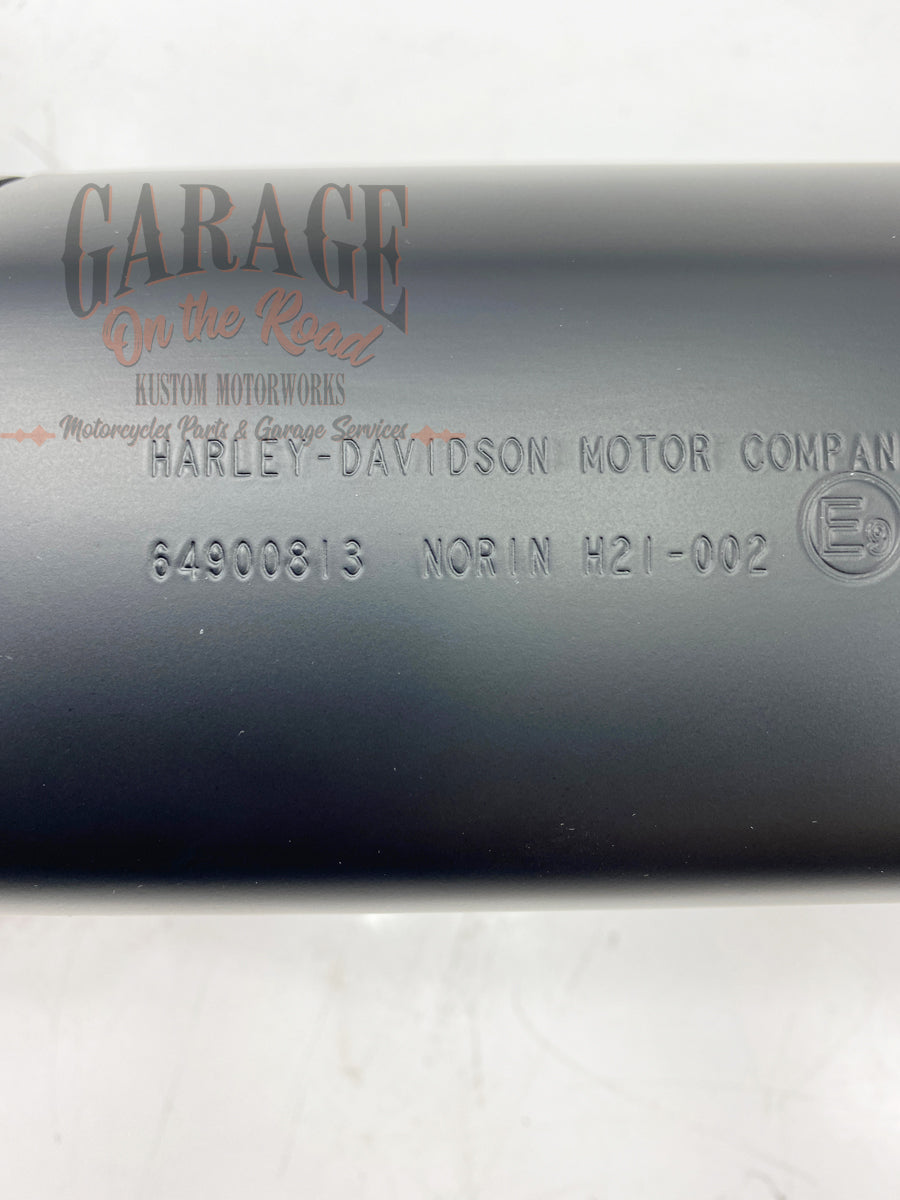 GARAGE
On the Road
KUSTOM MOTORWORKS
Motorcycles Parts & Garage Services
HARLEY-DAVIDSON MOTOR COMPAN
64900813 NORIN H21-002 E9